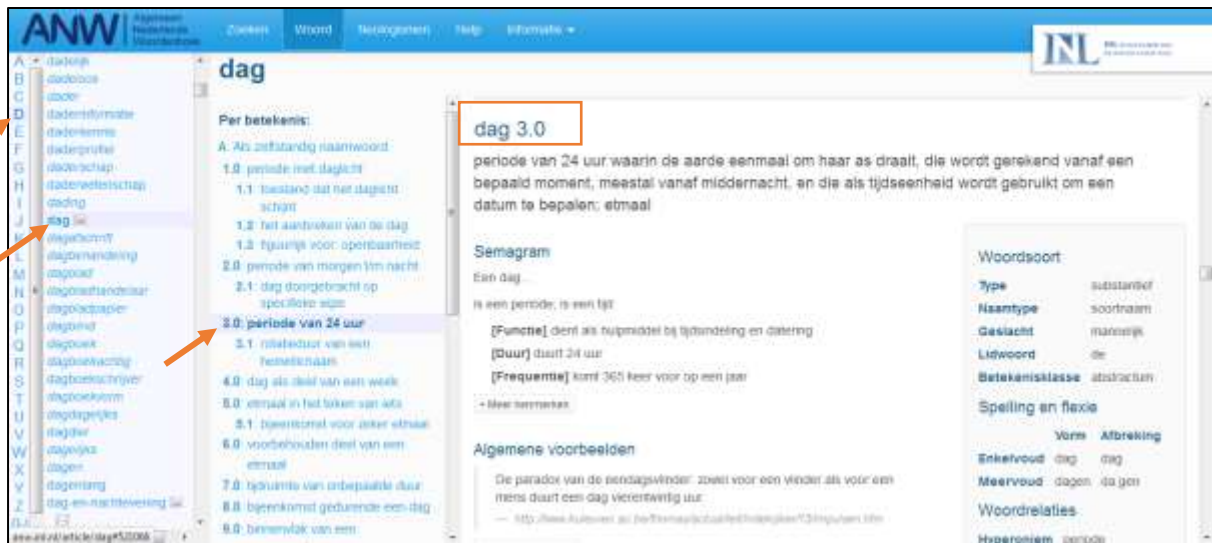 ANW Algemeen Nederlands Woordenboek
Zoeken Woord Neologismen Help Informatie
INL
A
B
C
D
E
F
G
H
I
J
K
L
M
N
O
P
Q
R
S
T
U
V
W
X
Y
Z
dadelijk
dadeloos
dader
daderinformatie
daderkennis
daderprofiel
daderschap
daderwetenschap
dading
dag
dagafschrift
dagbehandeling
dagblad
dagbladhandelaar
dagbladpapier
dagblind
dagboek
dagboekachtig
dagboekschrijver
dagboekvorm
dagdagelijks
dagdier
dagelijks
dagen
dagenlang
dag-en-nachtevening
dag
Per betekenis:
A. Als zelfstandig naamwoord
1.0: periode met daglicht
1.1: toestand dat het daglicht
schijnt
1.2: het aanbreken van de dag
1.3: figuurlijk voor: openbaarheid
2.0: periode van morgen t/m nacht
2.1: dag doorgebracht op
specifieke wijze
3.0: periode van 24 uur
3.1: rotatieduur van een
hemellichaam
4.0: dag als deel van een week
5.0: etmaal in het teken van iets
5.1: bijeenkomst voor zeker etmaal
6.0: voorbehouden deel van een
etmaal
7.0: tijdruimte van onbepaalde duur
8.0: bijeenkomst gedurende een dag
9.0: binnenvlak van een
dag 3.0
periode van 24 uur waarin de aarde eenmaal om haar as draait, die wordt gerekend vanaf een
bepaald moment, meestal vanaf middernacht, en die als tijdseenheid wordt gebruikt om een
datum te bepalen; etmaal
Semagram
Een dag...
is een periode; is een tijd
[Functie] dient als hulpmiddel bij tijdsindeling en datering
[Duur] duurt 24 uur
[Frequentie] komt 365 keer voor op een jaar
+ Meer kenmerken
Algemene voorbeelden
De paradox van de eendagsvlinder: zowel voor een vlinder als voor een
mens duurt een dag vierentwintig uur.
Woordsoort
Type substantief
Naamtype soortnaam
Geslacht mannelijk
Lidwoord de
Betekenisklasse abstractum
Spelling en flexie
Vorm Afbreking
Enkelvoud dag dag
Meervoud dagen da.gen
Woordrelaties
Hyperoniem periode